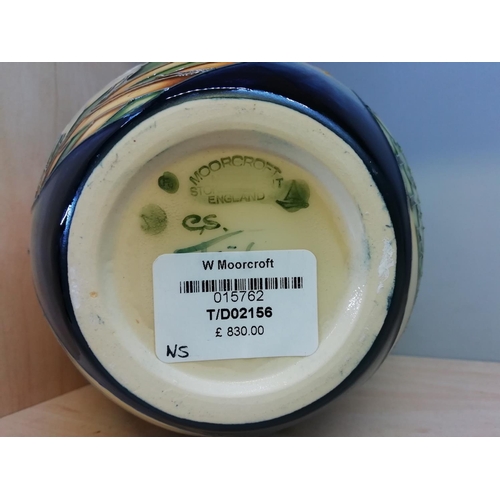 MOORCROFT
ENGLAND
C.S.
W Moorcroft
015762
T/D02156
£ 830.00
NS